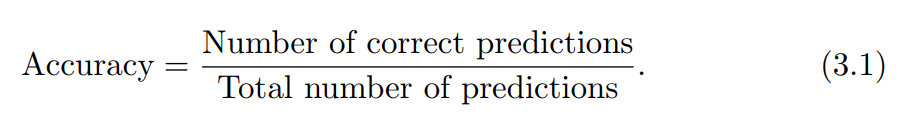 Accuracy = Number of correct predictions / Total number of predictions . (3.1)